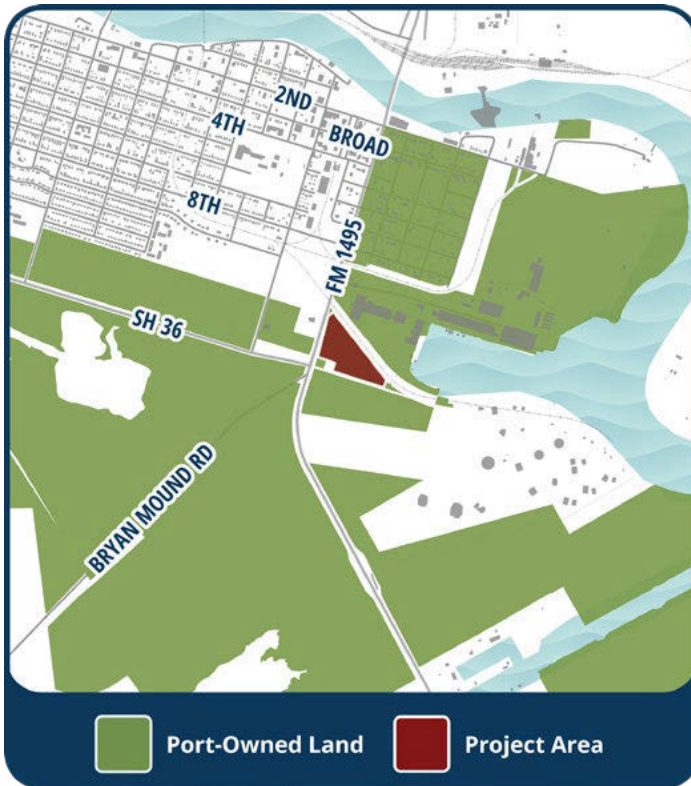 2ND
4TH
BROAD
8TH
FM 1495
SH 36
BRYAN MOUND RD
Port-Owned Land
Project Area